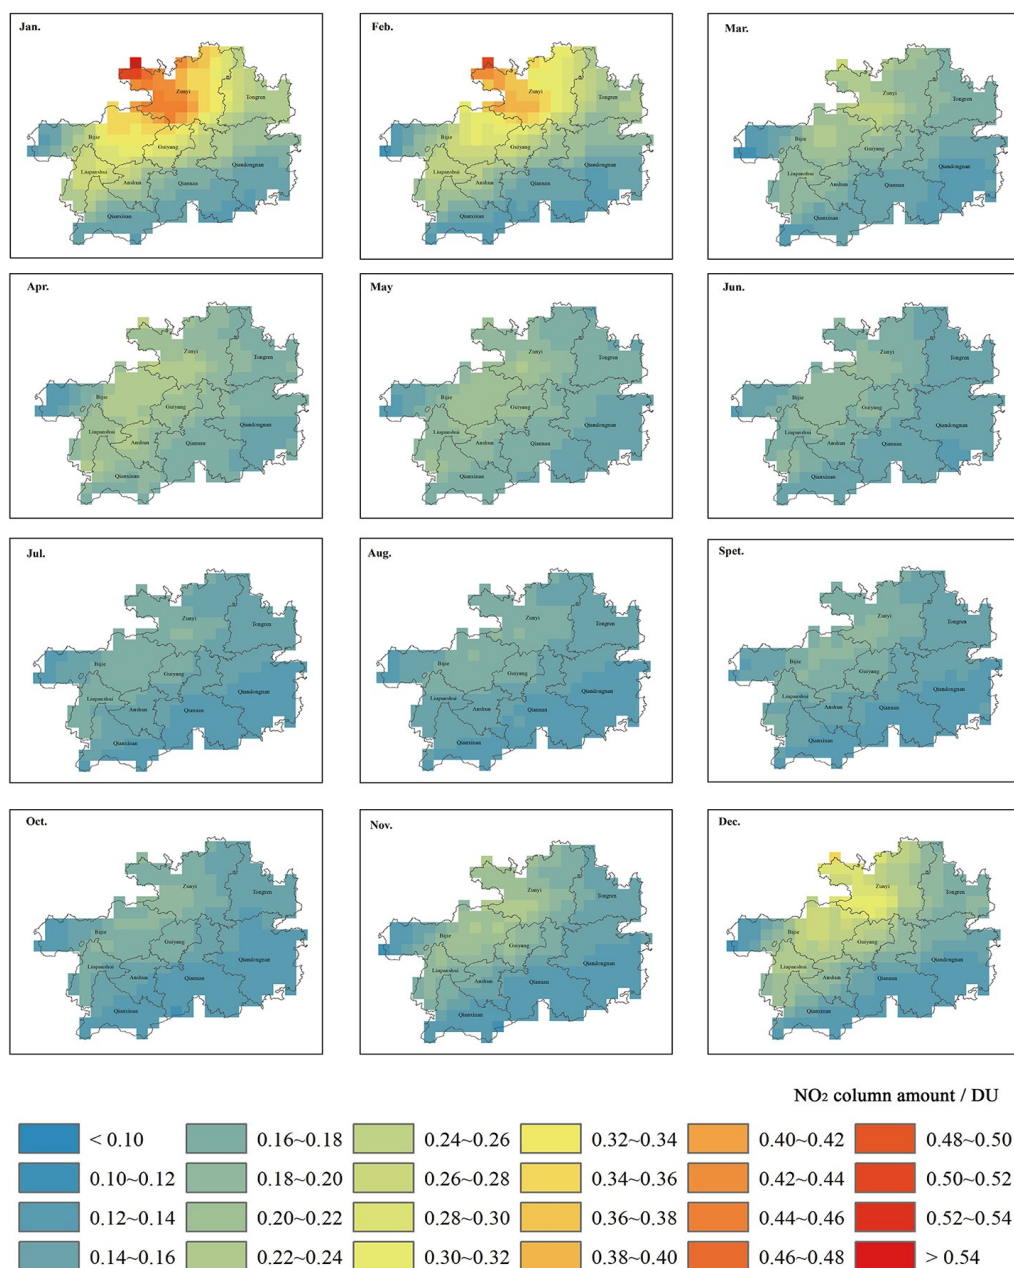 Jan.
Zunyi
Tongren
Bijie
Guiyang
Qiandongnan
Liupanshui
Anshun
Qiannan
Qianxinan
Feb.
Zunyi
Tongren
Bijie
Guiyang
Qiandongnan
Liupanshui
Anshun
Qiannan
Qianxinan
Mar.
Zunyi
Tongren
Bijie
Guiyang
Qiandongnan
Liupanshui
Anshun
Qiannan
Qianxinan
Apr.
Zunyi
Tongren
Bijie
Guiyang
Qiandongnan
Liupanshui
Anshun
Qiannan
Qianxinan
May
Zunyi
Tongren
Bijie
Guiyang
Qiandongnan
Liupanshui
Anshun
Qiannan
Qianxinan
Jun.
Zunyi
Tongren
Bijie
Guiyang
Qiandongnan
Liupanshui
Anshun
Qiannan
Qianxinan
Jul.
Zunyi
Tongren
Bijie
Guiyang
Qiandongnan
Liupanshui
Anshun
Qiannan
Qianxinan
Aug.
Zunyi
Tongren
Bijie
Guiyang
Qiandongnan
Liupanshui
Anshun
Qiannan
Qianxinan
Spet.
Zunyi
Tongren
Bijie
Guiyang
Qiandongnan
Liupanshui
Anshun
Qiannan
Qianxinan
Oct.
Zunyi
Tongren
Bijie
Guiyang
Qiandongnan
Liupanshui
Anshun
Qiannan
Qianxinan
Nov.
Zunyi
Tongren
Bijie
Guiyang
Qiandongnan
Liupanshui
Anshun
Qiannan
Qianxinan
Dec.
Zunyi
Tongren
Bijie
Guiyang
Qiandongnan
Liupanshui
Anshun
Qiannan
Qianxinan
NO₂ column amount / DU
< 0.10 0.16~0.18 0.24~0.26 0.32~0.34 0.40~0.42 0.48~0.50
0.10~0.12 0.18~0.20 0.26~0.28 0.34~0.36 0.42~0.44 0.50~0.52
0.12~0.14 0.20~0.22 0.28~0.30 0.36~0.38 0.44~0.46 0.52~0.54
0.14~0.16 0.22~0.24 0.30~0.32 0.38~0.40 0.46~0.48 > 0.54